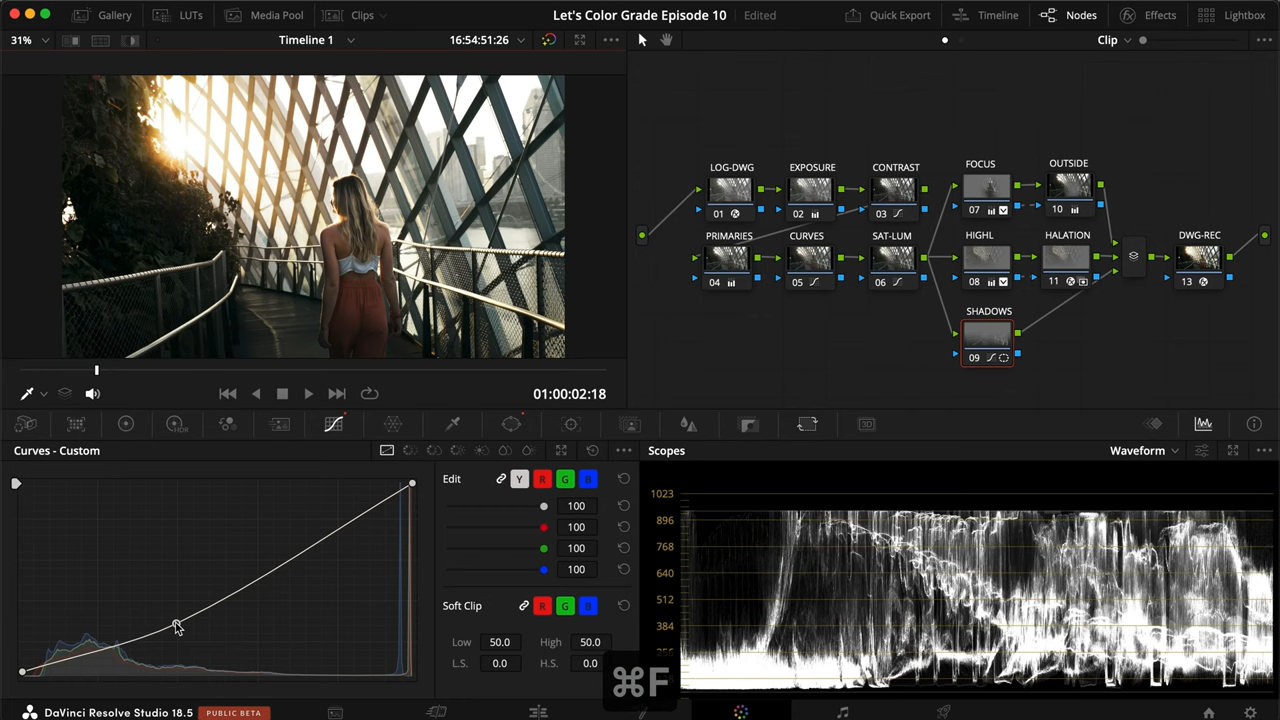 Gallery LUTs Media Pool Clips Let's Color Grade Episode 10 Edited Quick Export Timeline Nodes Effects Lightbox
31% Timeline 1 16:54:51:26 Clip
LOG-DWG EXPOSURE CONTRAST FOCUS OUTSIDE
01 02 03 07 10
PRIMARIES CURVES SAT-LUM HIGHL HALATION DWG-REC
04 05 06 08 11 13
SHADOWS
09
01:00:02:18
HDR
3D
Curves - Custom
Edit Y R G B
100
100
100
100
Soft Clip R G B
Low 50.0 High 50.0
L.S. 0.0 H.S. 0.0
Scopes Waveform
1023
896
768
640
512
384
256
⌘F
DaVinci Resolve Studio 18.5 PUBLIC BETA